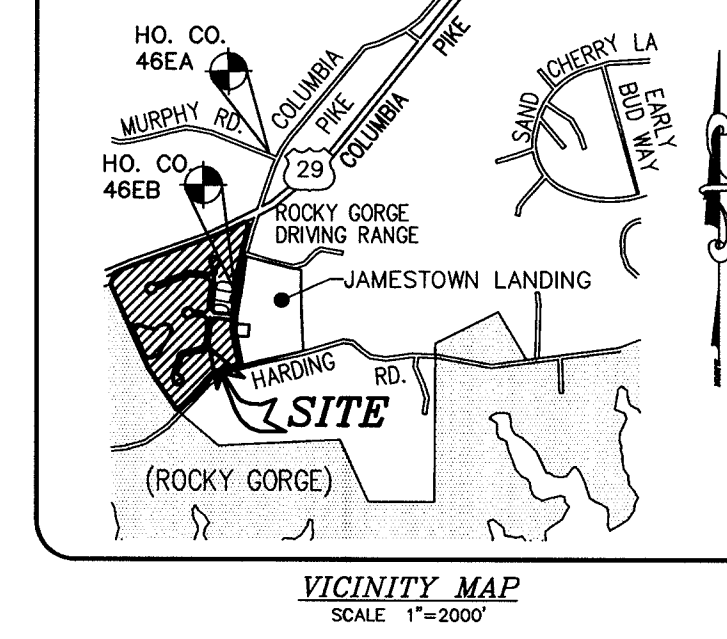 HO. CO.
46EA
MURPHY RD.
COLUMBIA
PIKE
COLUMBIA
PIKE
29
HO. CO.
46EB
ROCKY GORGE
DRIVING RANGE
JAMESTOWN LANDING
SAND
CHERRY LA
EARLY
BUD WAY
HARDING RD.
SITE
(ROCKY GORGE)
VICINITY MAP
SCALE 1"=2000'